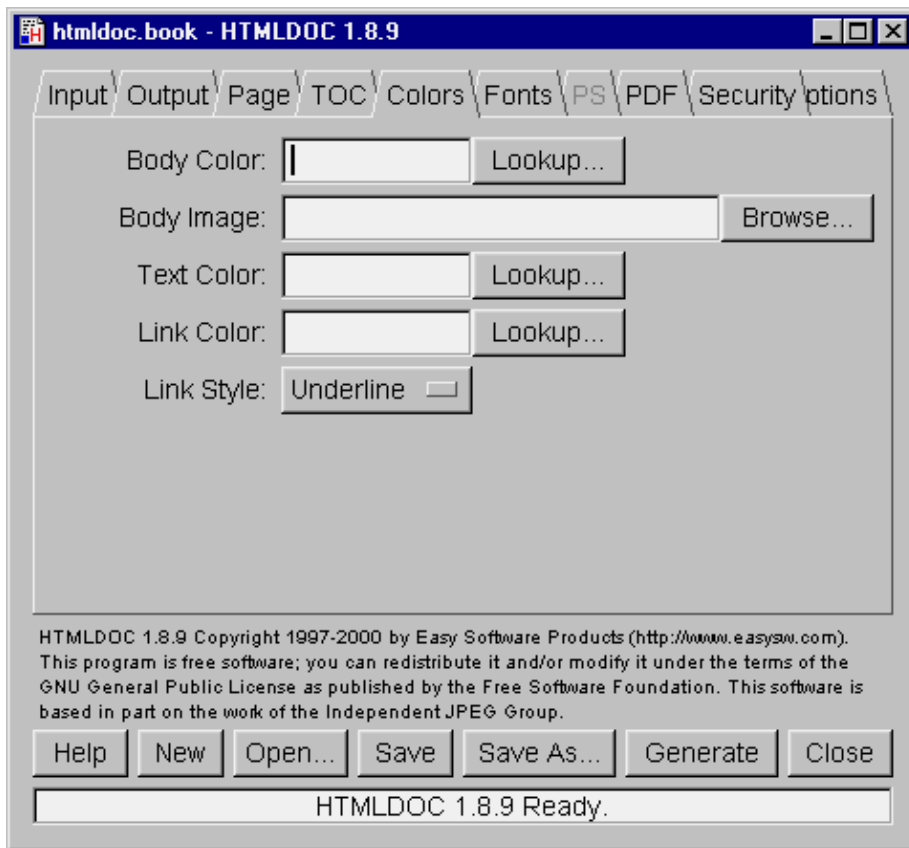 htmldoc.book - HTMLDOC 1.8.9
Input Output Page TOC Colors Fonts PS PDF Security ptions
Body Color: Lookup...
Body Image: Browse...
Text Color: Lookup...
Link Color: Lookup...
Link Style: Underline
HTMLDOC 1.8.9 Copyright 1997-2000 by Easy Software Products (http://www.easysw.com).
This program is free software; you can redistribute it and/or modify it under the terms of the
GNU General Public License as published by the Free Software Foundation. This software is
based in part on the work of the Independent JPEG Group.
Help New Open... Save Save As... Generate Close
HTMLDOC 1.8.9 Ready.